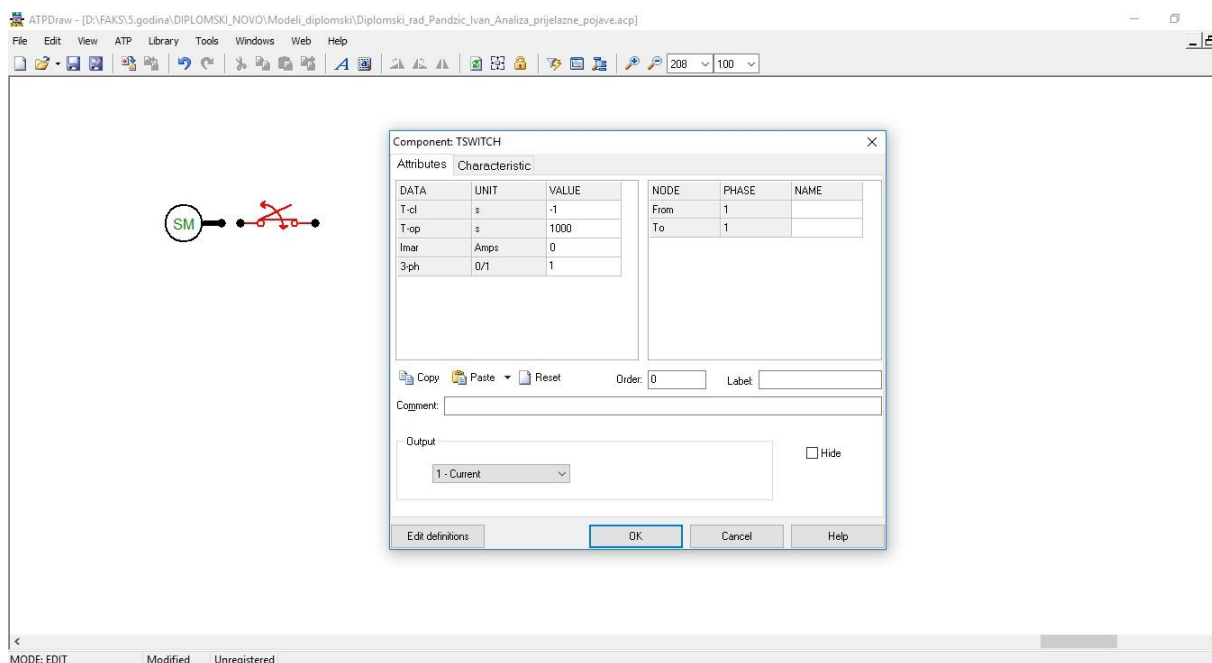 ATPDraw - [D:\FAKS\5.godina\DIPLOMSKI_NOVO\Modeli_diplomski\Diplomski_rad_Pandzic_Ivan_Analiza_prijelazne_pojave.acp]
File Edit View ATP Library Tools Windows Web Help
208 100
Component: TSWITCH
Attributes Characteristic
DATA UNIT VALUE NODE PHASE NAME
T-cl s -1 From 1
T-op s 1000 To 1
Imar Amps 0
3-ph 0/1 1
SM
Copy Paste Reset Order: 0 Label:
Comment:
Output
1 - Current
Hide
Edit definitions OK Cancel Help
MODE: EDIT Modified Unregistered